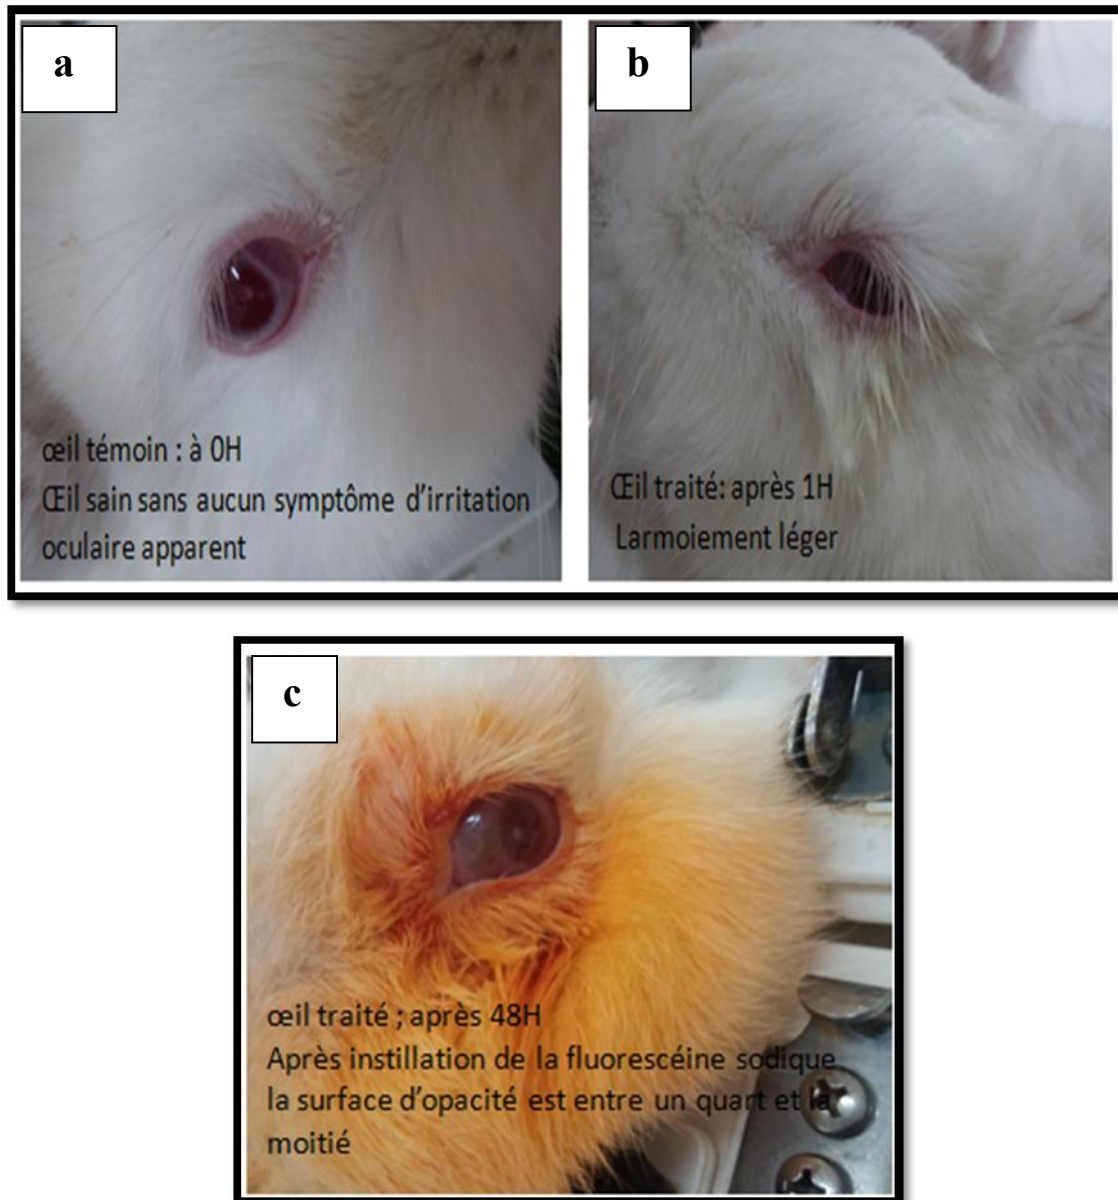 a
b
œil témoin : à 0H
Œil sain sans aucun symptôme d'irritation
oculaire apparent
Œil traité: après 1H
Larmoiement léger
c
œil traité ; après 48H
Après instillation de la fluorescéine sodique
la surface d'opacité est entre un quart et la
moitié